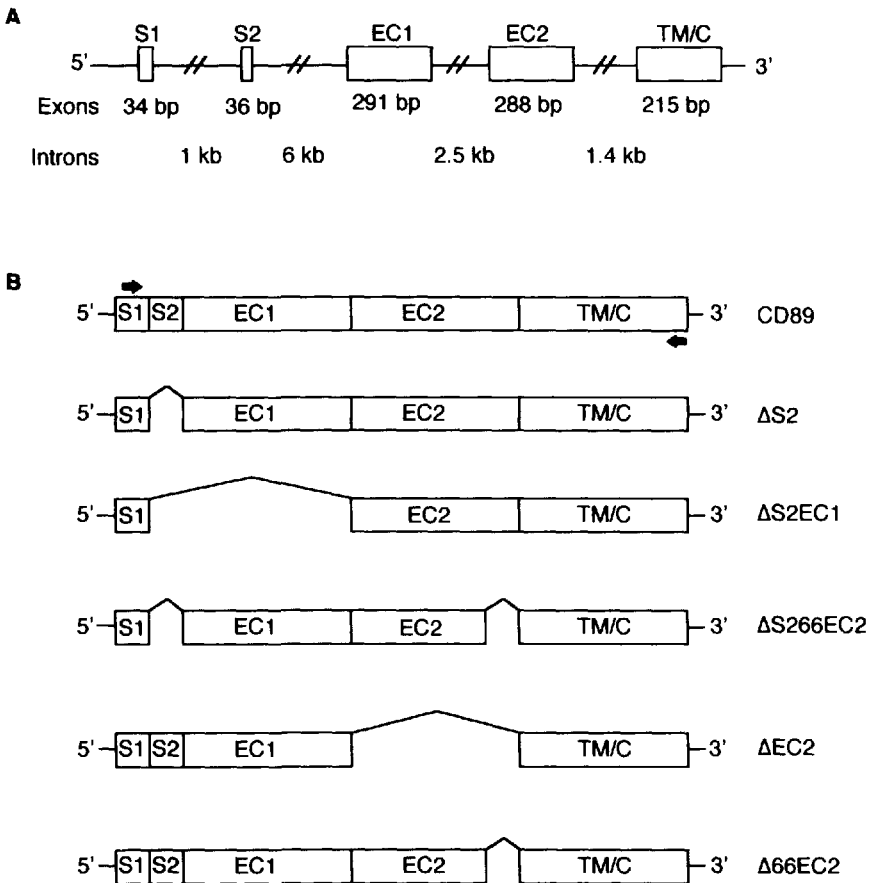 A
S1 S2 EC1 EC2 TM/C
5' 3'
Exons 34 bp 36 bp 291 bp 288 bp 215 bp
Introns 1 kb 6 kb 2.5 kb 1.4 kb
B
5' S1 S2 EC1 EC2 TM/C 3' CD89
5' S1 EC1 EC2 TM/C 3' ΔS2
5' S1 EC2 TM/C 3' ΔS2EC1
5' S1 EC1 EC2 TM/C 3' ΔS266EC2
5' S1 S2 EC1 TM/C 3' ΔEC2
5' S1 S2 EC1 EC2 TM/C 3' Δ66EC2